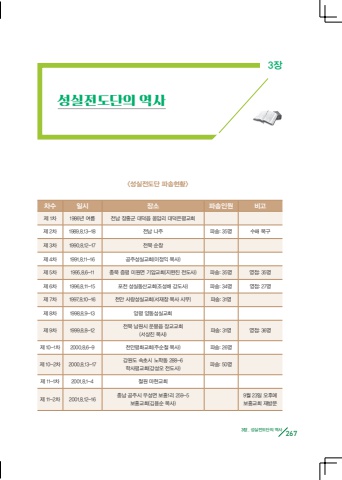 3장
성실전도단의 역사
<성실전도단 파송현황>
차수 일시 장소 파송인원 비고
제 1차 1988년 여름 전남 장흥군 대덕읍 옹암리 대덕은평교회
제 2차 1989.8.13-18 전남 나주 파송: 35명 수해 복구
제 3차 1990.8.12-17 전북 순창
제 4차 1991.8.11-16 공주성실교회(이정익 목사)
제 5차 1995.8.6-11 충북 증평 이원면 기암교회(지현진 전도사) 파송: 35명 영접: 35명
제 6차 1996.8.11-15 포천 성실중신교회(조성배 강도사) 파송: 34명 영접: 27명
제 7차 1997.8.10-16 천안 사랑성실교회(서재장 목사 시무) 파송: 31명
제 8차 1998.8.9-13 양평 양동성실교회
제 9차 1999.8.8-12 전북 남원시 운봉읍 장교교회 파송: 31명 영접: 38명
(서상진 목사)
제 10-1차 2000.8.6-9 천안평화교회(주순철 목사) 파송: 26명
제 10-2차 2000.8.13-17 강원도 속초시 노학동 288-6 파송: 50명
학사평교회(강성오 전도사)
제 11-1차 2001.8.1-4 철원 마현교회
제 11-2차 2001.8.12-16 충남 공주시 우성면 보흥1리 259-5 9월 23일 오후예
보흥교회(김용순 목사) 보흥교회 재방문
3장 . 성실전도단의 역사 267